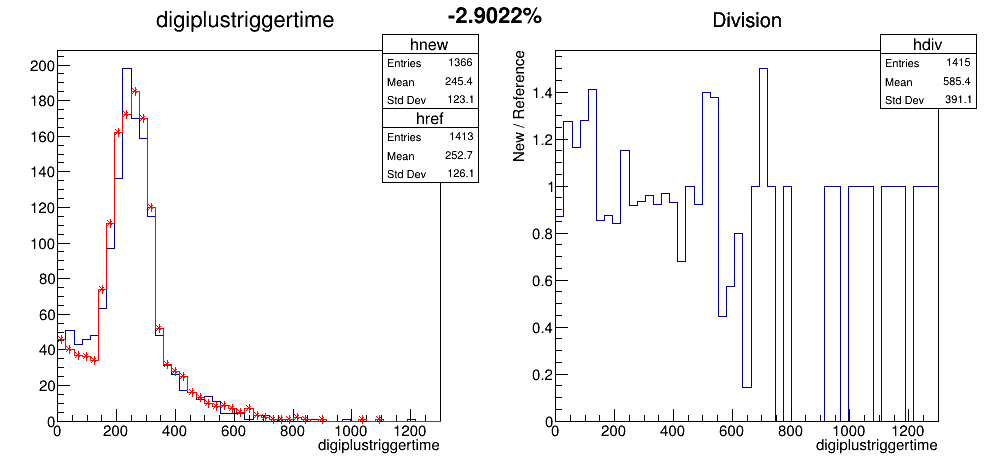 digiplustriggertime
-2.9022%
Division
hnew
Entries 1366
Mean 245.4
Std Dev 123.1
href
Entries 1413
Mean 252.7
Std Dev 126.1
200
180
160
140
120
100
80
60
40
20
0
0 200 400 600 800 1000 1200
digiplustriggertime
hdiv
Entries 1415
Mean 585.4
Std Dev 391.1
New / Reference
1.4
1.2
1
0.8
0.6
0.4
0.2
0
0 200 400 600 800 1000 1200
digiplustriggertime